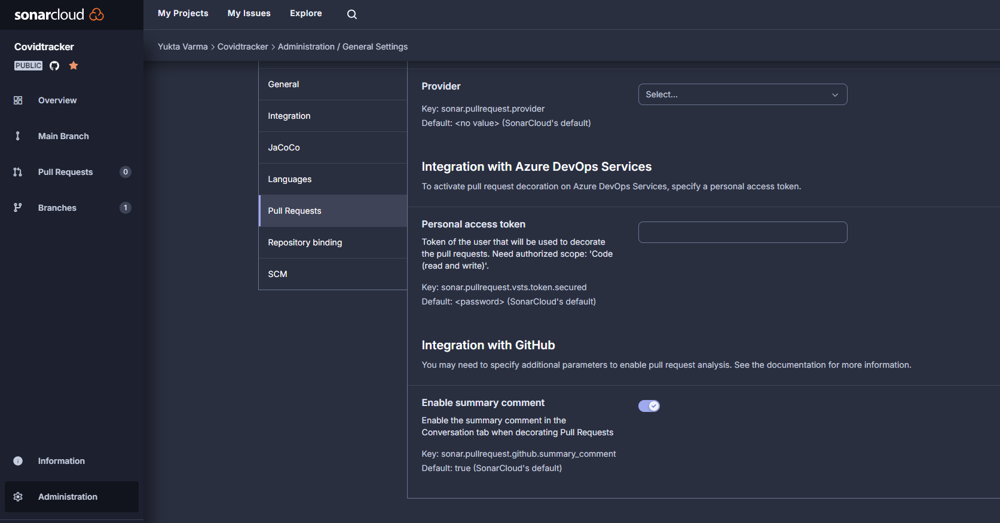 sonarcloud
My Projects
My Issues
Explore
Covidtracker
PUBLIC
Overview
Main Branch
Pull Requests
0
Branches
1
Information
Administration
Yukta Varma > Covidtracker > Administration / General Settings
General
Integration
JaCoCo
Languages
Pull Requests
Repository binding
SCM
Provider
Select...
Key: sonar.pullrequest.provider
Default: <no value> (SonarCloud's default)
Integration with Azure DevOps Services
To activate pull request decoration on Azure DevOps Services, specify a personal access token.
Personal access token
Token of the user that will be used to decorate
the pull requests. Need authorized scope: 'Code
(read and write)'.
Key: sonar.pullrequest.vsts.token.secured
Default: <password> (SonarCloud's default)
Integration with GitHub
You may need to specify additional parameters to enable pull request analysis. See the documentation for more information.
Enable summary comment
Enable the summary comment in the
Conversation tab when decorating Pull Requests
Key: sonar.pullrequest.github.summary_comment
Default: true (SonarCloud's default)